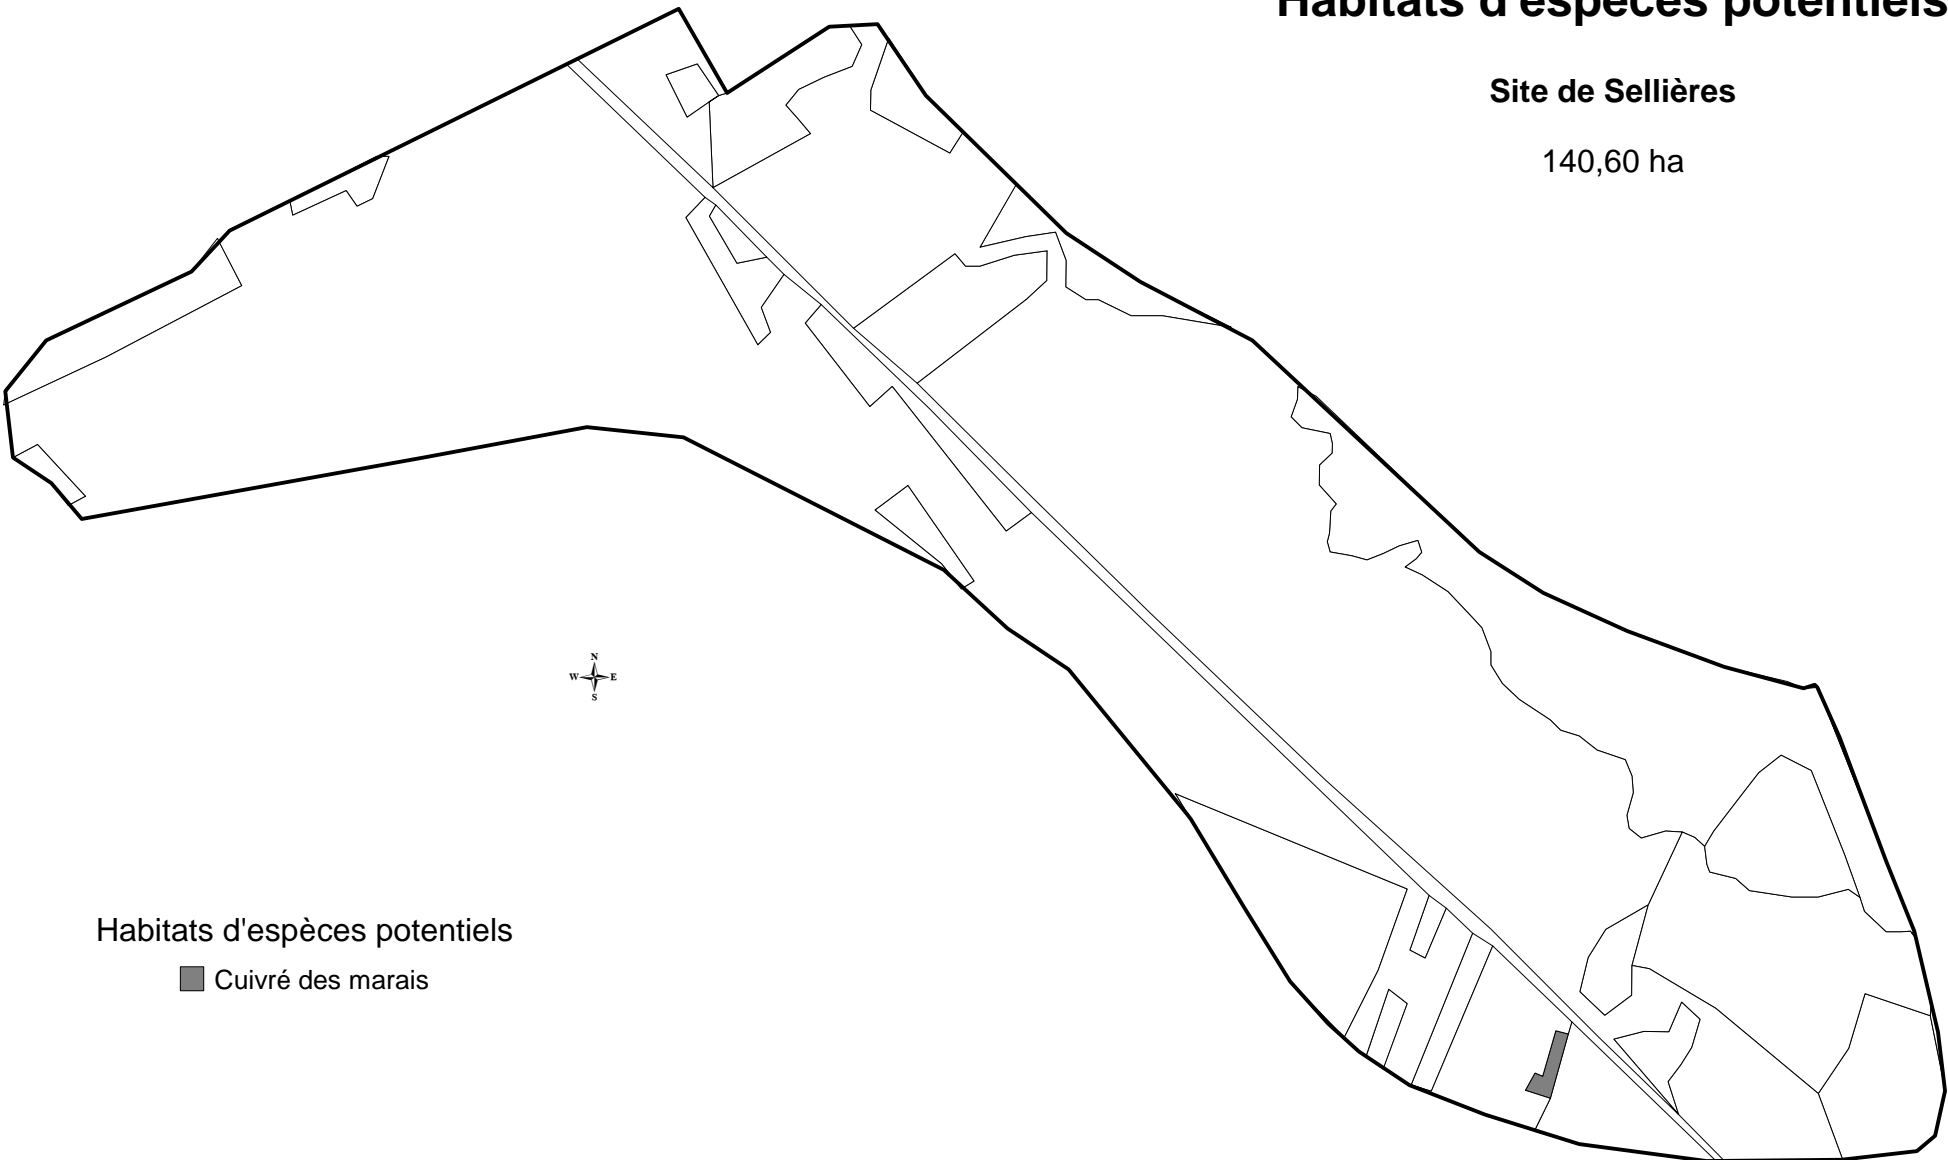 Habitats d'espèces potentiels
Site de Sellières
140,60 ha
N
W E
S
Habitats d'espèces potentiels
Cuivré des marais